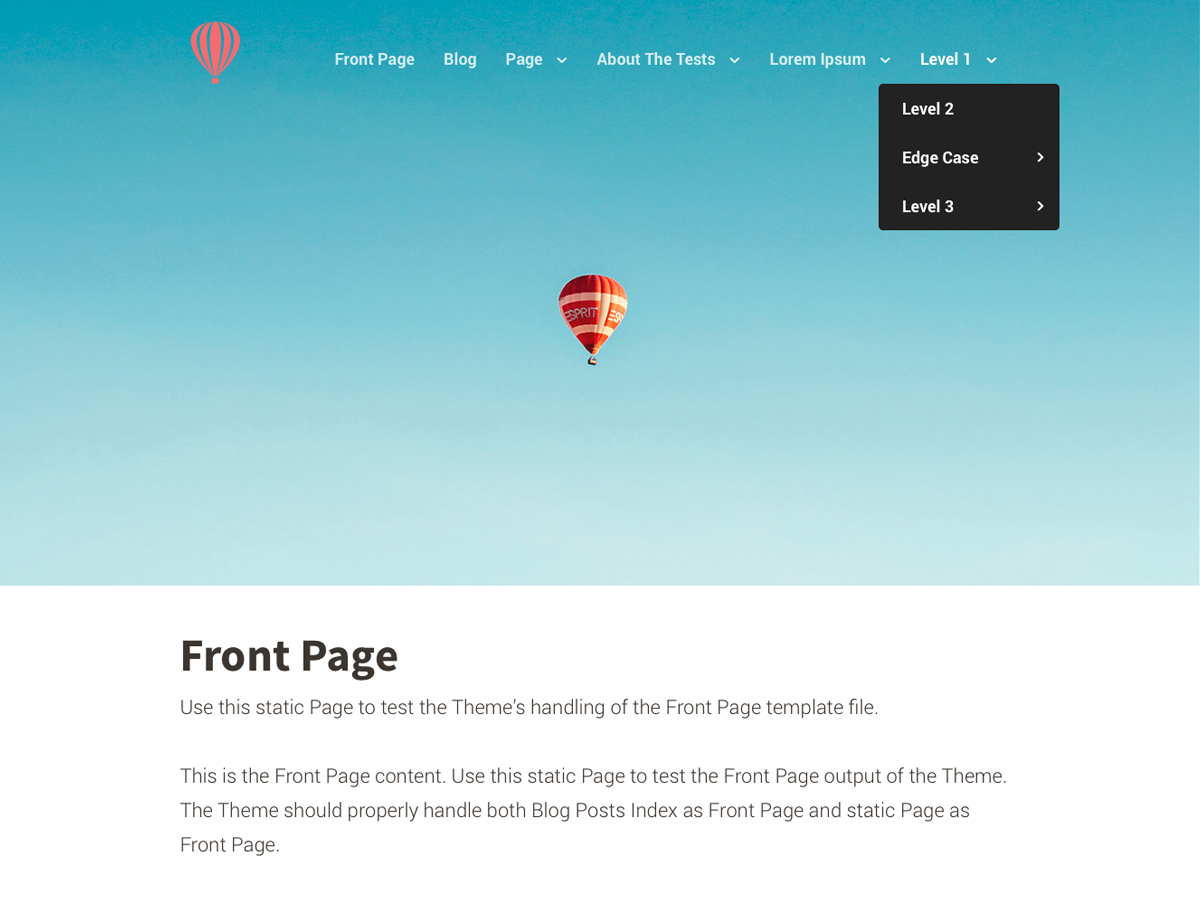 Front Page Blog Page About The Tests Lorem Ipsum Level 1
Level 2
Edge Case
Level 3
ESPRIT
Front Page
Use this static Page to test the Theme's handling of the Front Page template file.
This is the Front Page content. Use this static Page to test the Front Page output of the Theme.
The Theme should properly handle both Blog Posts Index as Front Page and static Page as
Front Page.